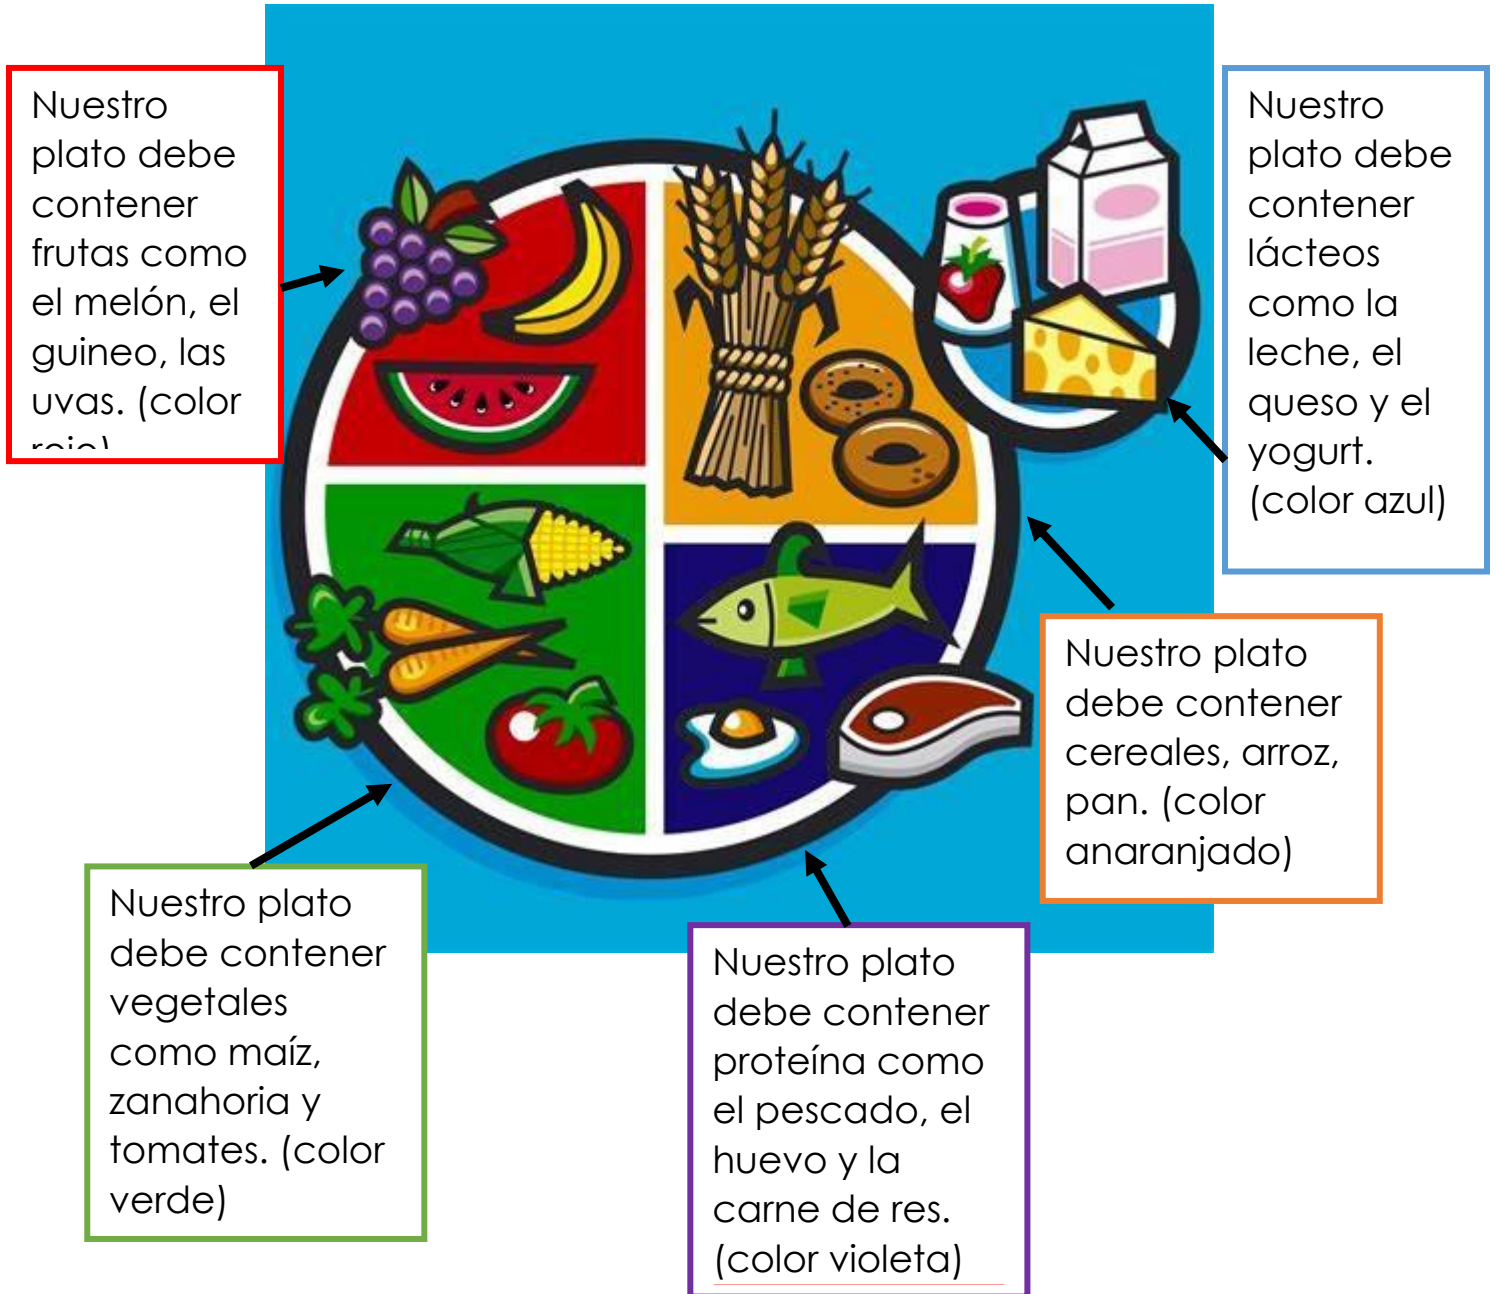 Nuestro
plato debe
contener
frutas como
el melón, el
guineo, las
uvas. (color
Nuestro
plato debe
contener
lácteos
como la
leche, el
queso y el
yogurt.
(color azul)
Nuestro plato
debe contener
cereales, arroz,
pan. (color
anaranjado)
Nuestro plato
debe contener
vegetales
como maíz,
zanahoria y
tomates. (color
verde)
Nuestro plato
debe contener
proteína como
el pescado, el
huevo y la
carne de res.
(color violeta)